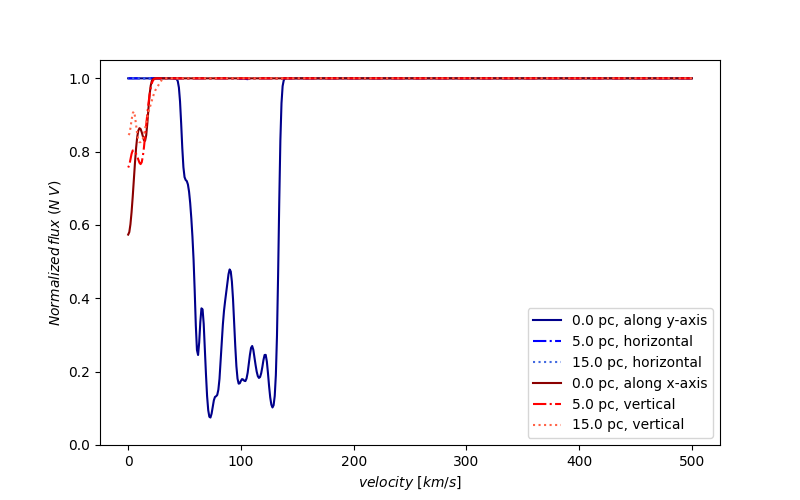 1.0
0.8
0.6
0.4
0.2
0.0
Normalized flux (N V)
0 100 200 300 400 500
velocity [km/s]
0.0 pc, along y-axis
5.0 pc, horizontal
15.0 pc, horizontal
0.0 pc, along x-axis
5.0 pc, vertical
15.0 pc, vertical